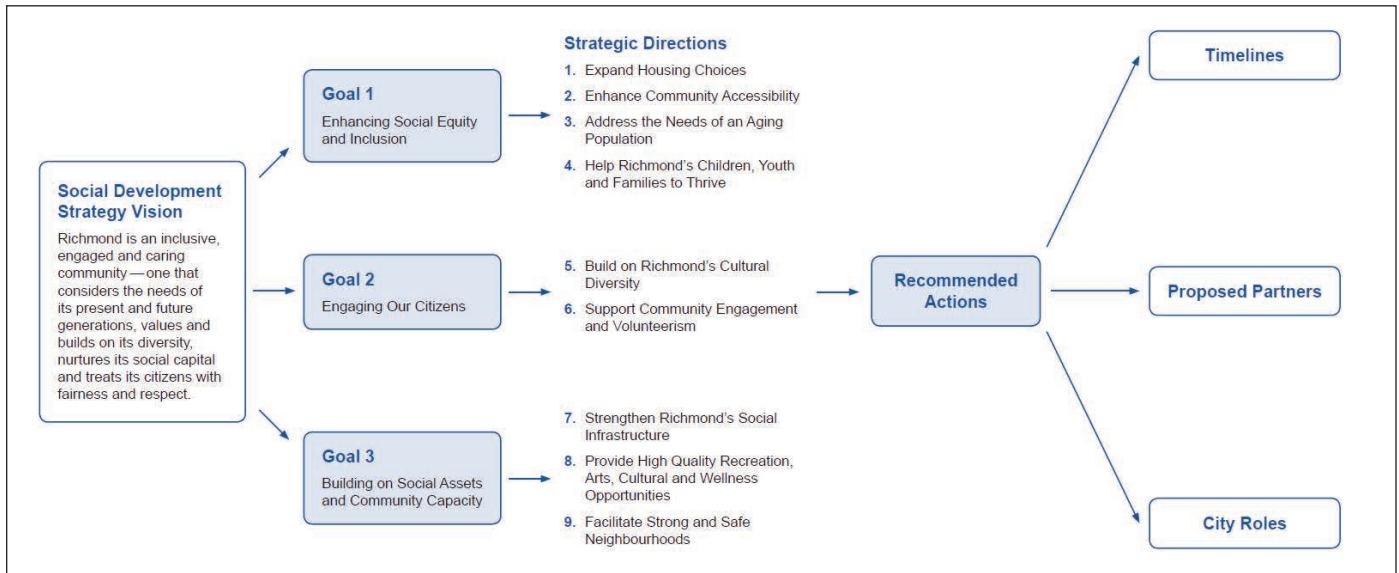 Social Development
Strategy Vision
Richmond is an inclusive,
engaged and caring
community — one that
considers the needs of
its present and future
generations, values and
builds on its diversity,
nurtures its social capital
and treats its citizens with
fairness and respect.
Goal 1
Enhancing Social Equity
and Inclusion
Goal 2
Engaging Our Citizens
Goal 3
Building on Social Assets
and Community Capacity
Strategic Directions
1. Expand Housing Choices
2. Enhance Community Accessibility
3. Address the Needs of an Aging
Population
4. Help Richmond's Children, Youth
and Families to Thrive
5. Build on Richmond's Cultural
Diversity
6. Support Community Engagement
and Volunteerism
7. Strengthen Richmond's Social
Infrastructure
8. Provide High Quality Recreation,
Arts, Cultural and Wellness
Opportunities
9. Facilitate Strong and Safe
Neighbourhoods
Recommended
Actions
Timelines
Proposed Partners
City Roles